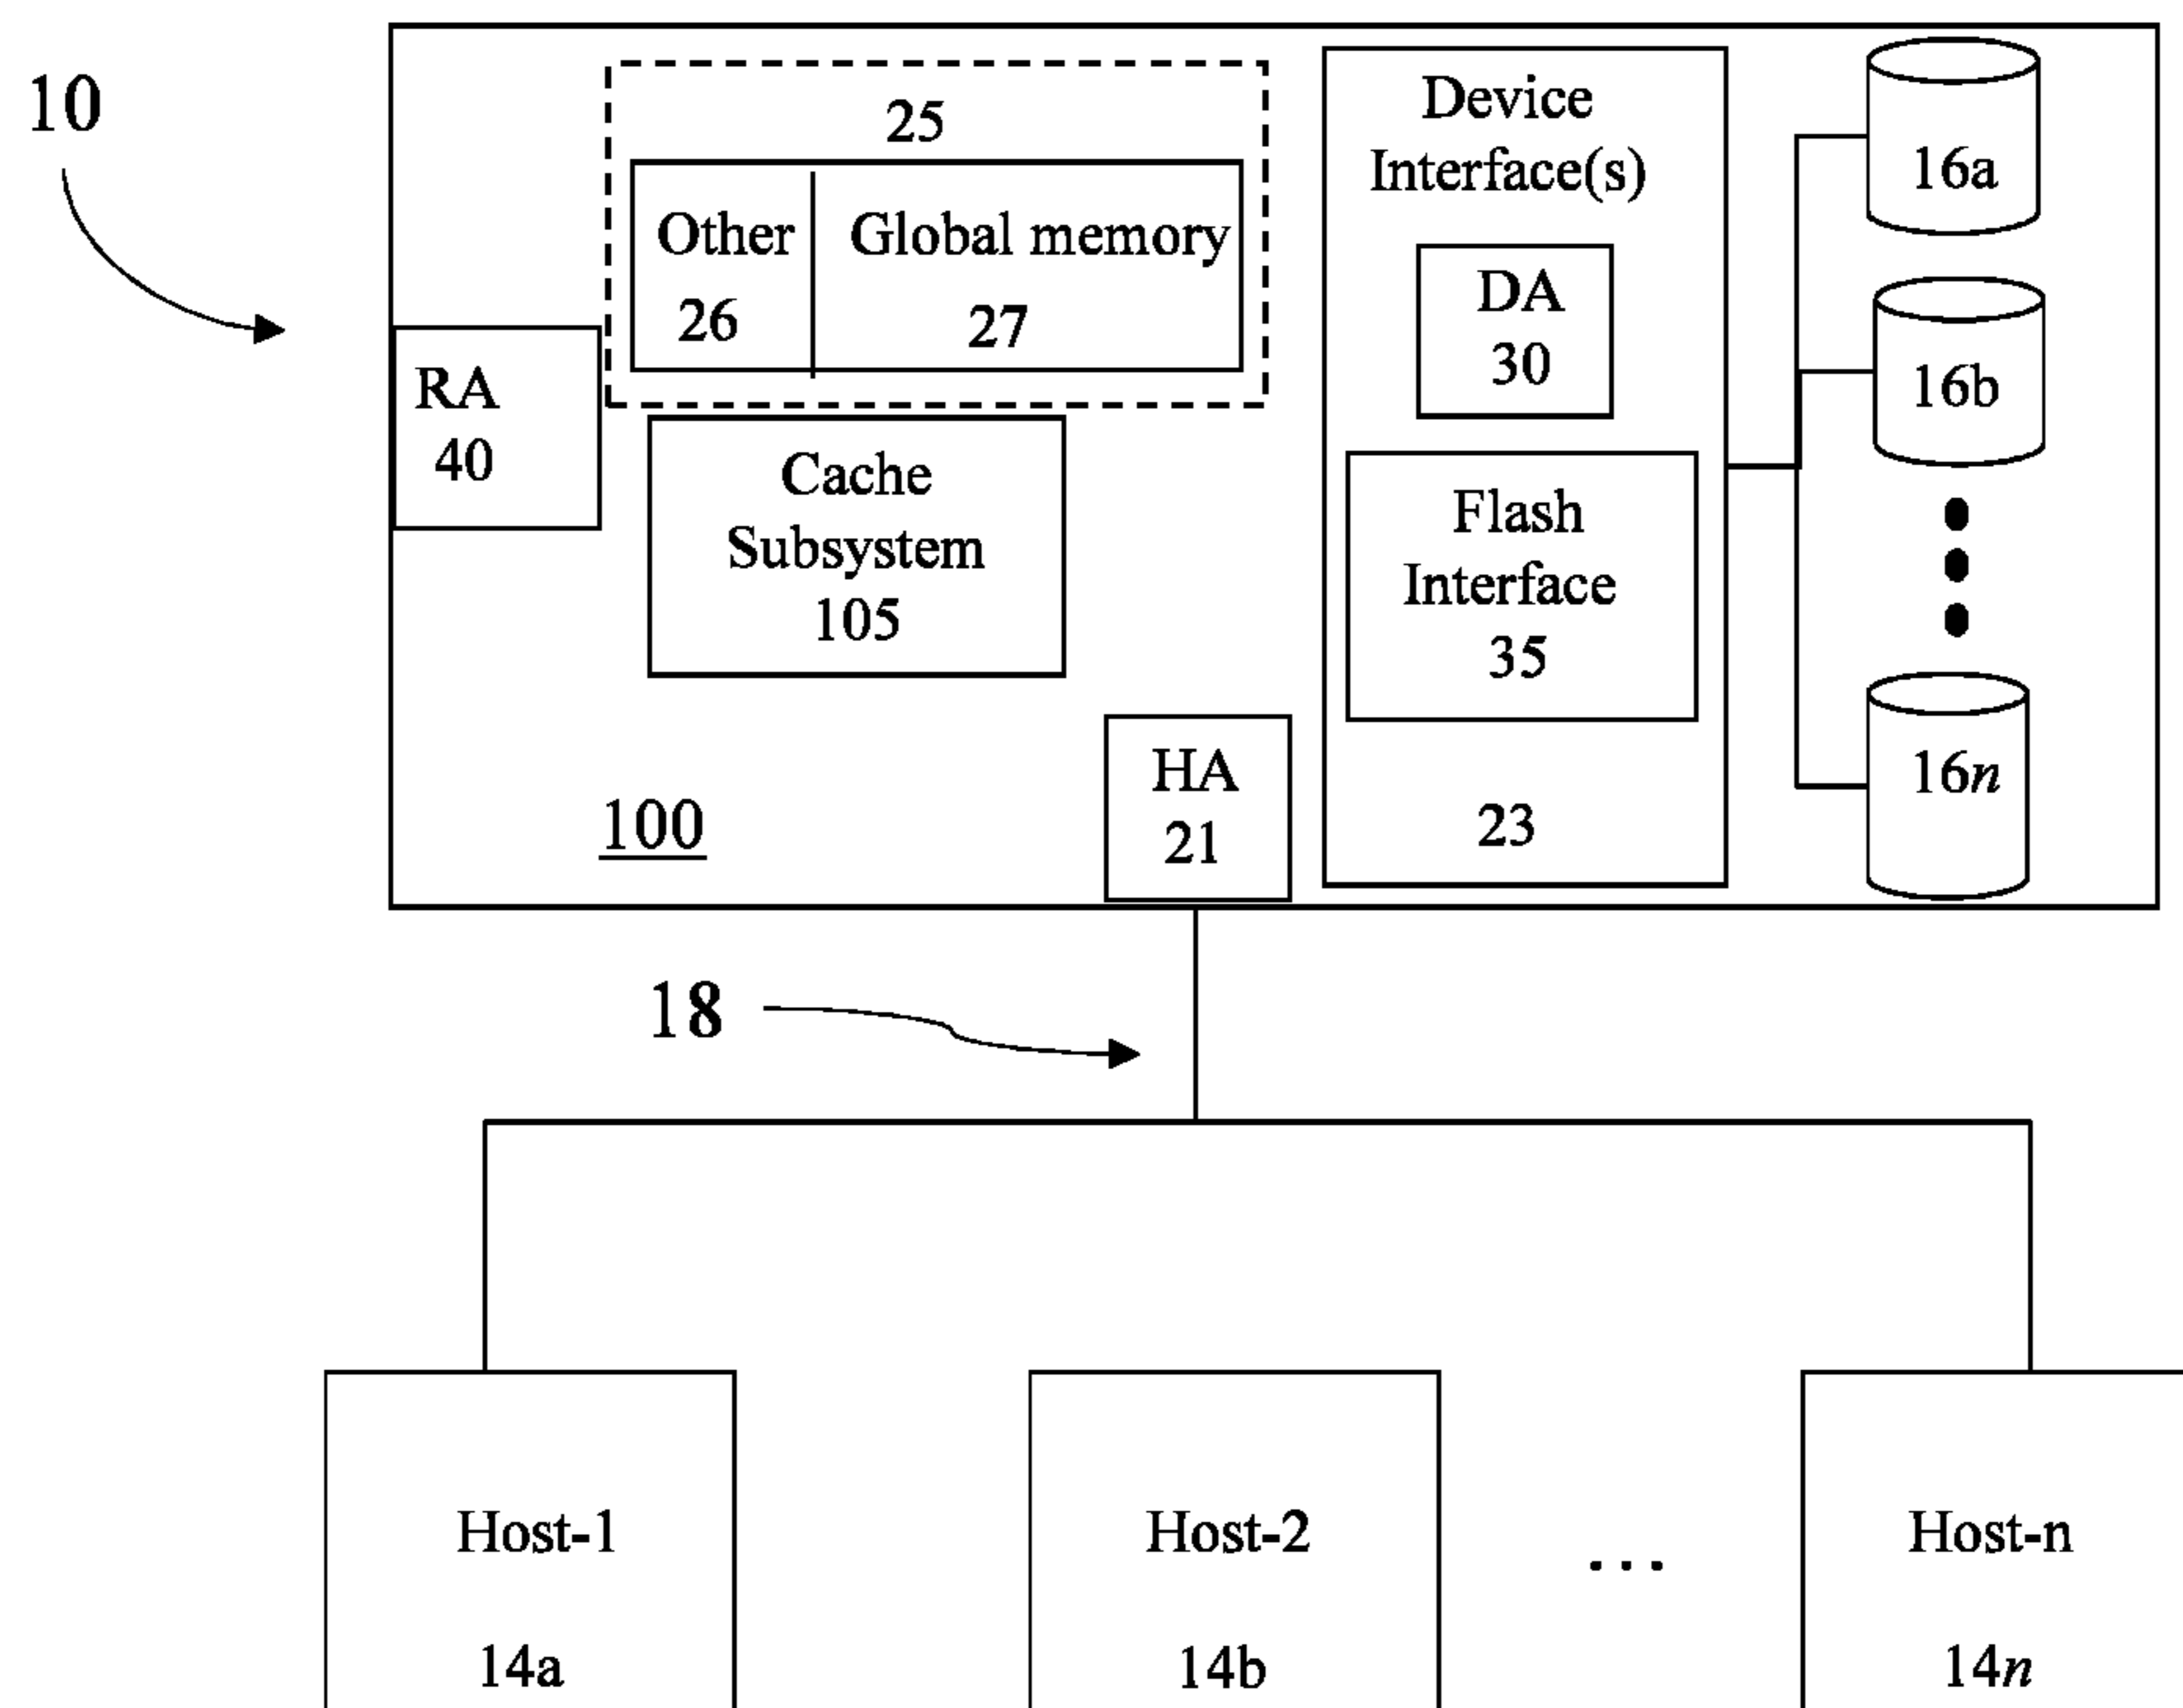 10
25
Other
26
Global memory
27
RA
40
Cache
Subsystem
105
100
HA
21
Device
Interface(s)
DA
30
Flash
Interface
35
23
16a
16b
16n
18
Host-1
14a
Host-2
14b
...
Host-n
14n